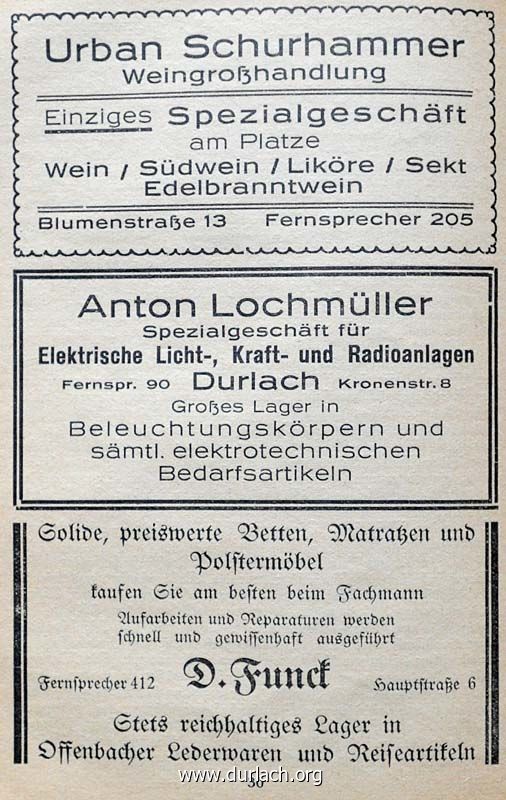 Urban Schurhammer
Weingroßhandlung
Einziges Spezialgeschäft
am Platze
Wein / Südwein / Liköre / Sekt
Edelbranntwein
Blumenstraße 13 Fernsprecher 205
Anton Lochmüller
Spezialgeschäft für
Elektrische Licht-, Kraft- und Radioanlagen
Fernspr. 90 Durlach Kronenstr. 8
Großes Lager in
Beleuchtungskörpern und
sämtl. elektrotechnischen
Bedarfsartikeln
Solide, preiswerte Betten, Matratzen und
Polstermöbel
kaufen Sie am besten beim Fachmann
Aufarbeiten und Reparaturen werden
schnell und gewissenhaft ausgeführt
Fernsprecher 412 D. Funck Hauptstraße 6
Stets reichhaltiges Lager in
Offenbacher Lederwaren und Reiseartikeln
www.durlach.org
56